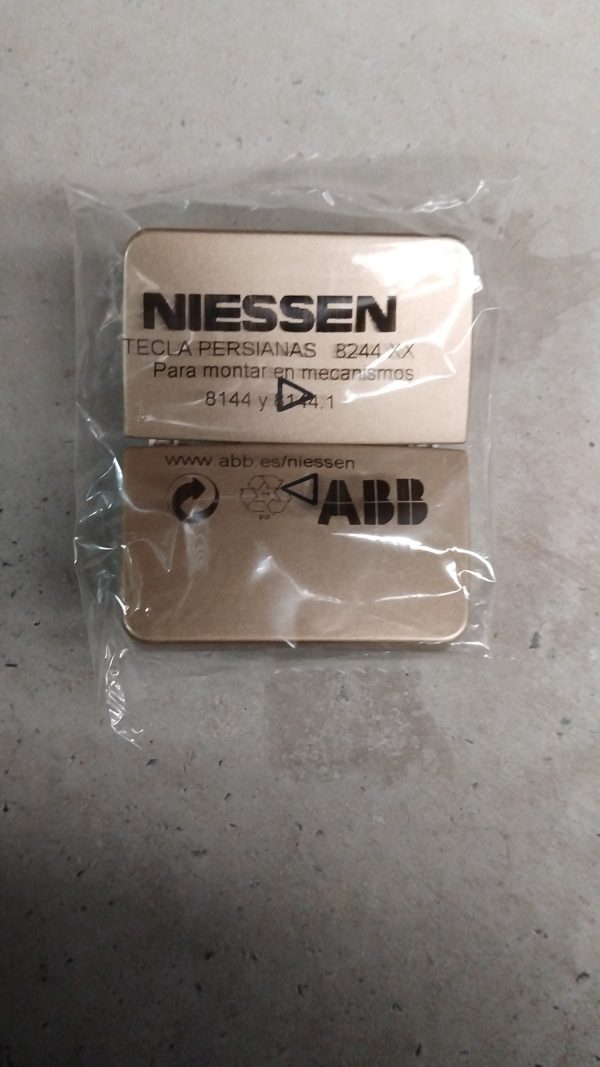 NIESSEN
TECLA PERSIANAS 8244 XX
Para montar en mecanismos
8144 y 8144.1
www.abb.es/niessen
ABB